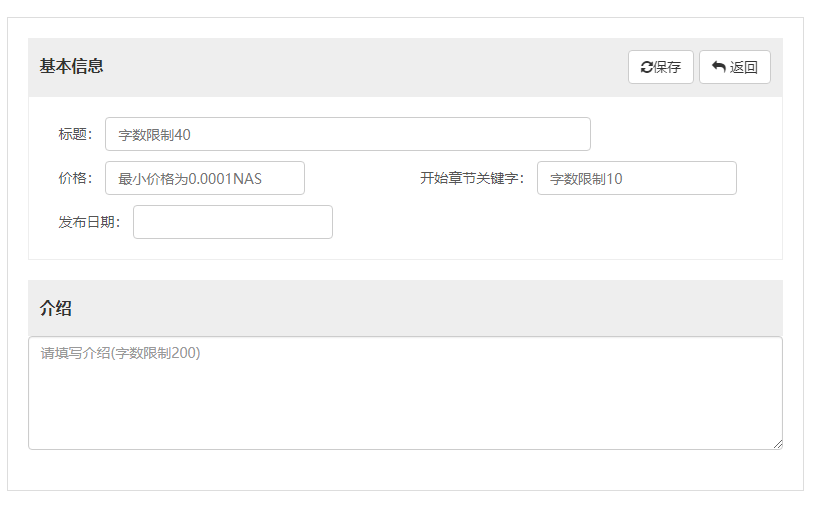 基本信息 保存 返回
标题： 字数限制40
价格： 最小价格为0.0001NAS 开始章节关键字： 字数限制10
发布日期：
介绍
请填写介绍(字数限制200)